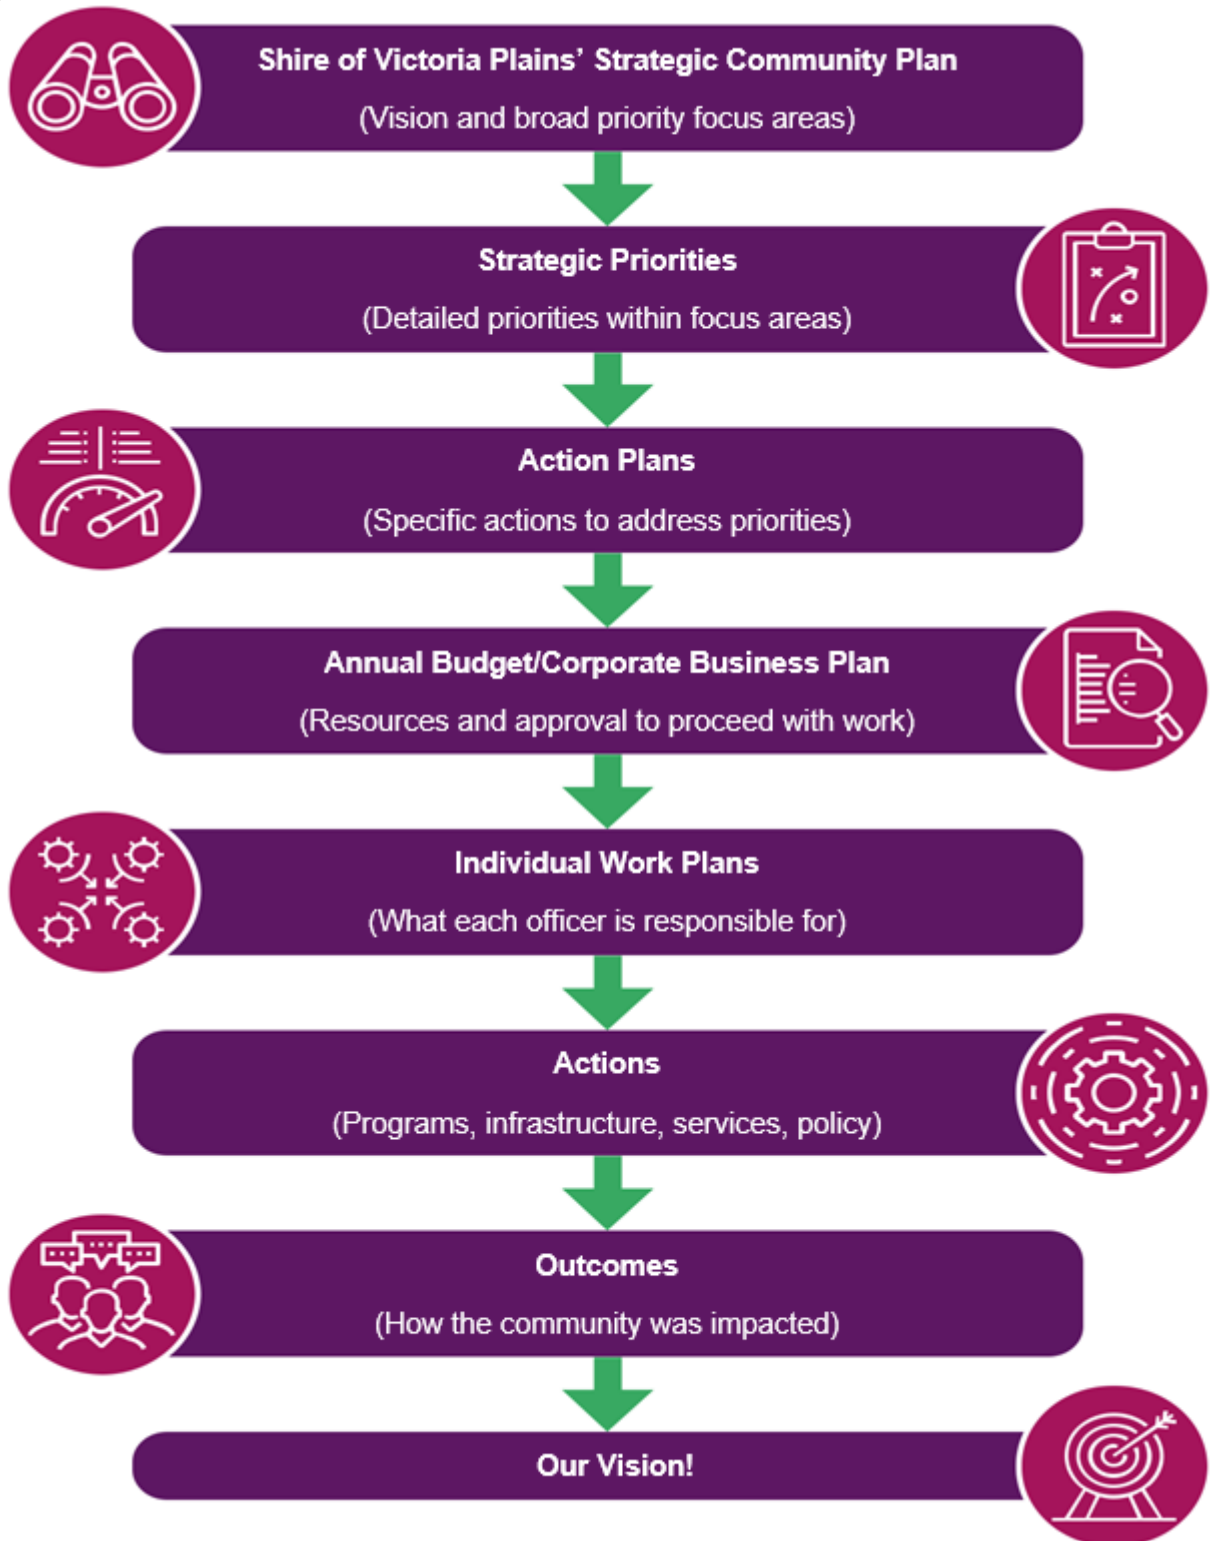 Shire of Victoria Plains’ Strategic Community Plan
(Vision and broad priority focus areas)
Strategic Priorities
(Detailed priorities within focus areas)
Action Plans
(Specific actions to address priorities)
Annual Budget/Corporate Business Plan
(Resources and approval to proceed with work)
Individual Work Plans
(What each officer is responsible for)
Actions
(Programs, infrastructure, services, policy)
Outcomes
(How the community was impacted)
Our Vision!